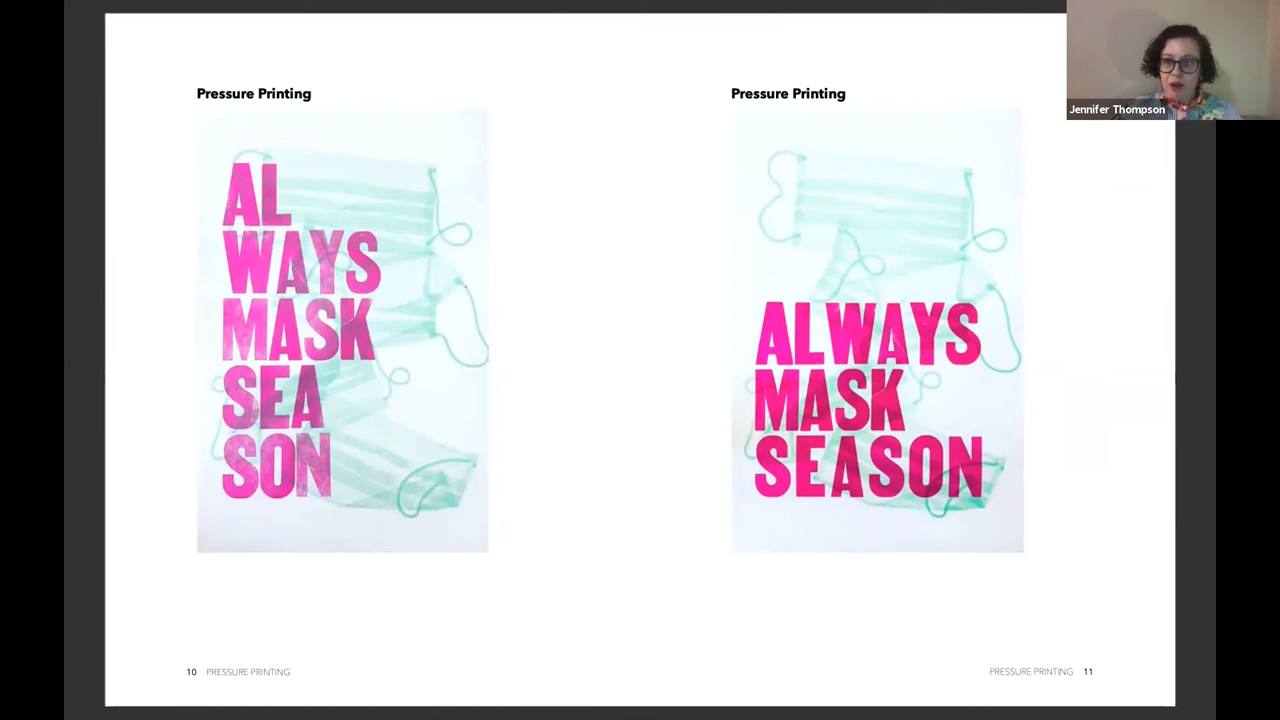 Pressure Printing
AL
WAYS
MASK
SEA
SON
10 PRESSURE PRINTING
Pressure Printing
ALWAYS
MASK
SEASON
PRESSURE PRINTING 11
Jennifer Thompson